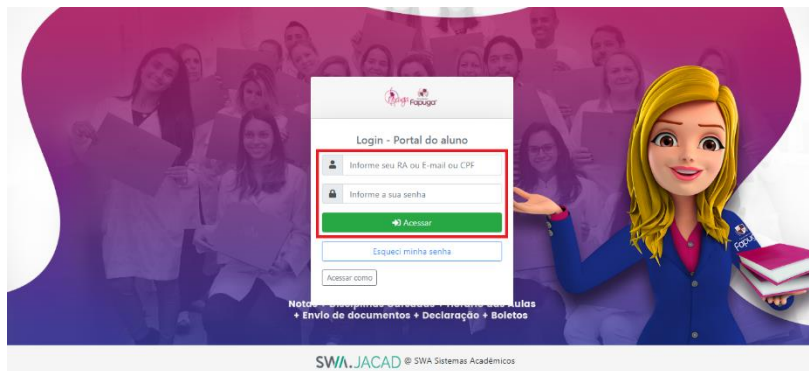 Fapuga
Login - Portal do aluno
Informe seu RA ou E-mail ou CPF
Informe a sua senha
Acessar
Esqueci minha senha
Acessar como
+ Envio de documentos + Declaração + Boletos
Fapuga
SWA.JACAD @ SWA Sistemas Acadêmicos